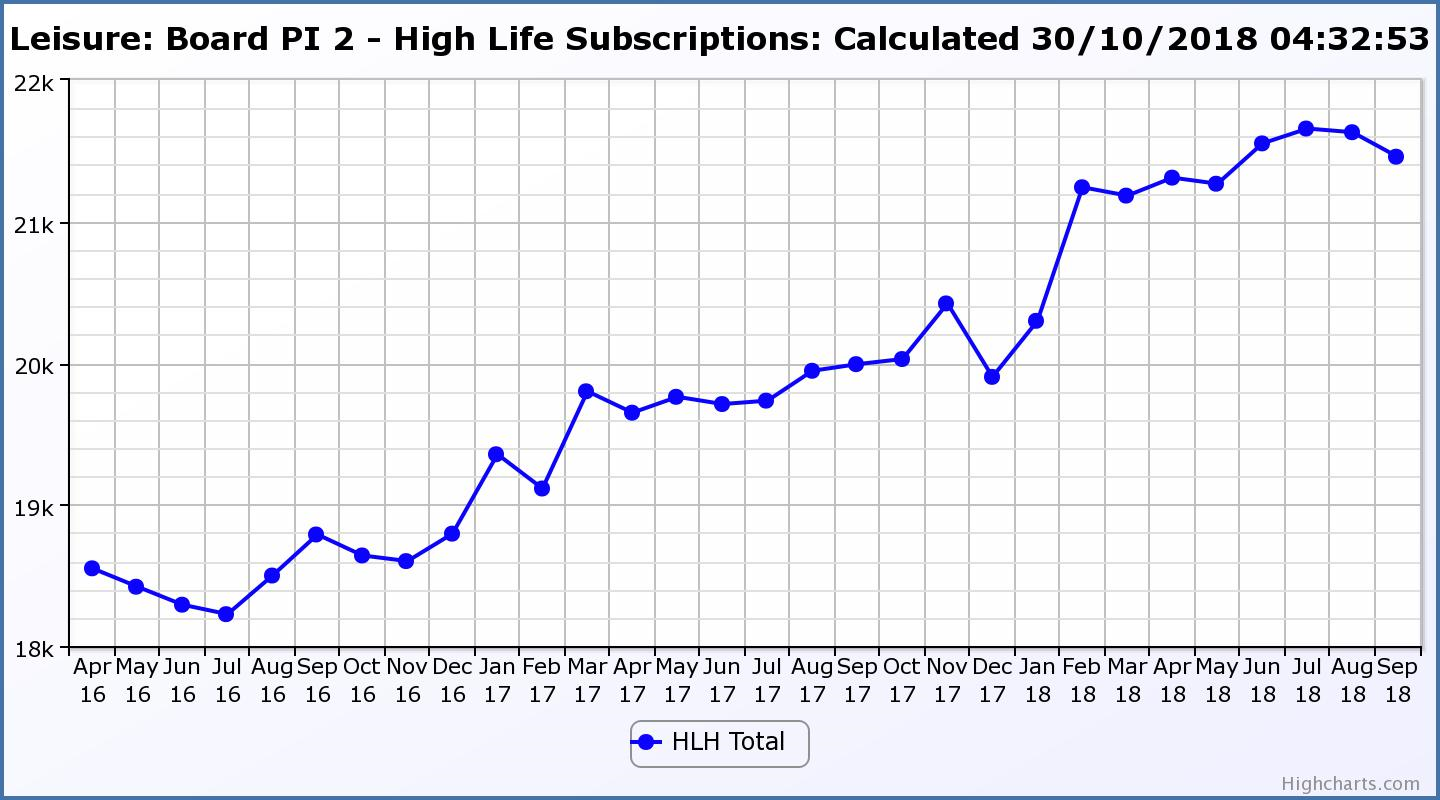 Leisure: Board PI 2 – High Life Subscriptions: Calculated 30/10/2018 04:32:53
22k
21k
20k
19k
18k
Apr May Jun Jul Aug Sep Oct Nov Dec Jan Feb Mar Apr May Jun Jul Aug Sep Oct Nov Dec Jan Feb Mar Apr May Jun Jul Aug Sep
16 16 16 16 16 16 16 16 16 17 17 17 17 17 17 17 17 17 17 17 17 18 18 18 18 18 18 18 18 18
HLH Total
Highcharts.com